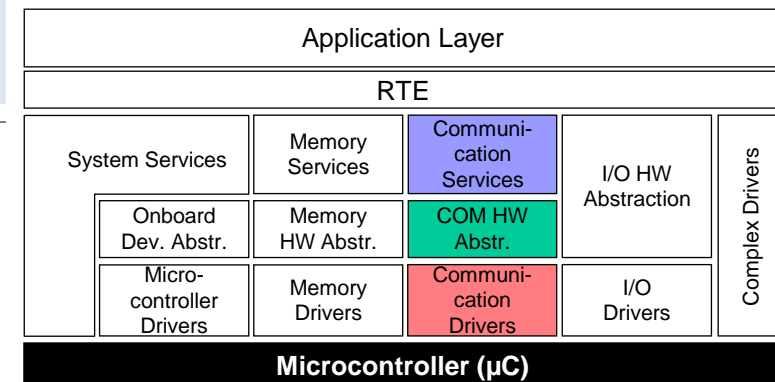 Application Layer
RTE
System Services
Memory
Services
Communi-
cation
Services
I/O HW
Abstraction
Complex Drivers
Onboard
Dev. Abstr.
Memory
HW Abstr.
COM HW
Abstr.
Micro-
controller
Drivers
Memory
Drivers
Communi-
cation
Drivers
I/O
Drivers
Microcontroller (µC)